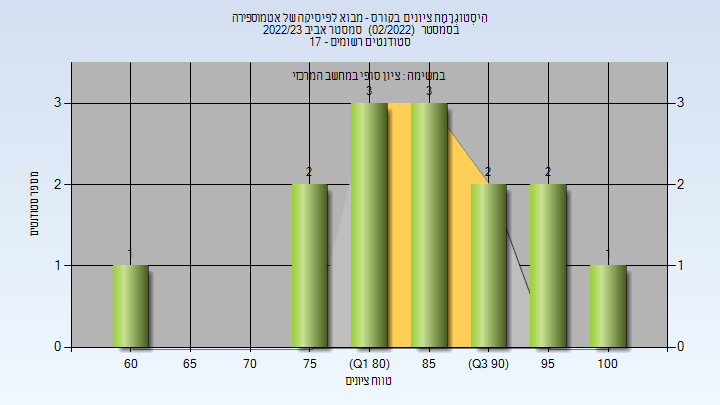 הִיסְטוֹגְרָמַת ציונים בקורס - מבוא לפיסיקה של אטמוספירה
בסמסטר (02/2022) סמסטר אביב 2022/23
סטודנטים רשומים - 17
במשימה : ציון סופי במחשב המרכזי
3 3 3 3
2 2 2 2 2
1 1 1 1
0 0
60 65 70 75 (Q1 80) 85 (Q3 90) 95 100
טווח ציונים
מספר סטודנטים